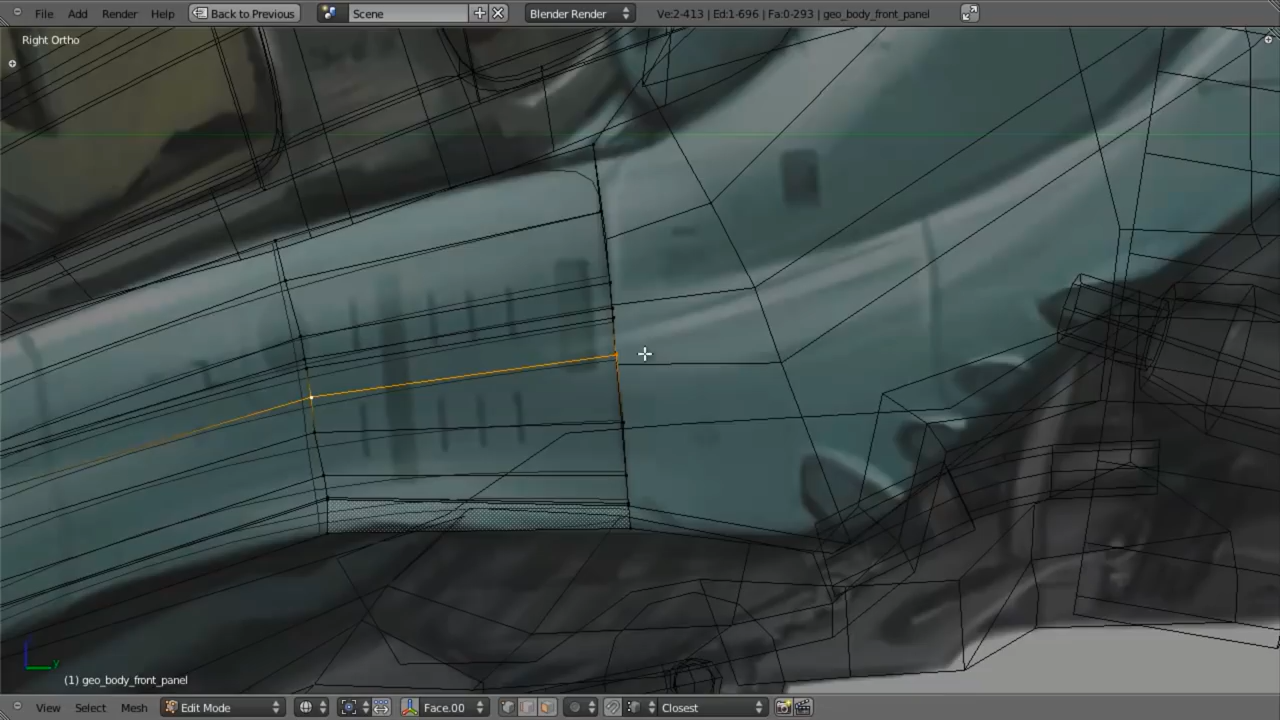 File Add Render Help Back to Previous Scene Blender Render Ve:2-413 | Ed:1-696 | Fa:0-293 | geo_body_front_panel
Right Ortho
z
y
(1) geo_body_front_panel
View Select Mesh Edit Mode Face.00 Closest